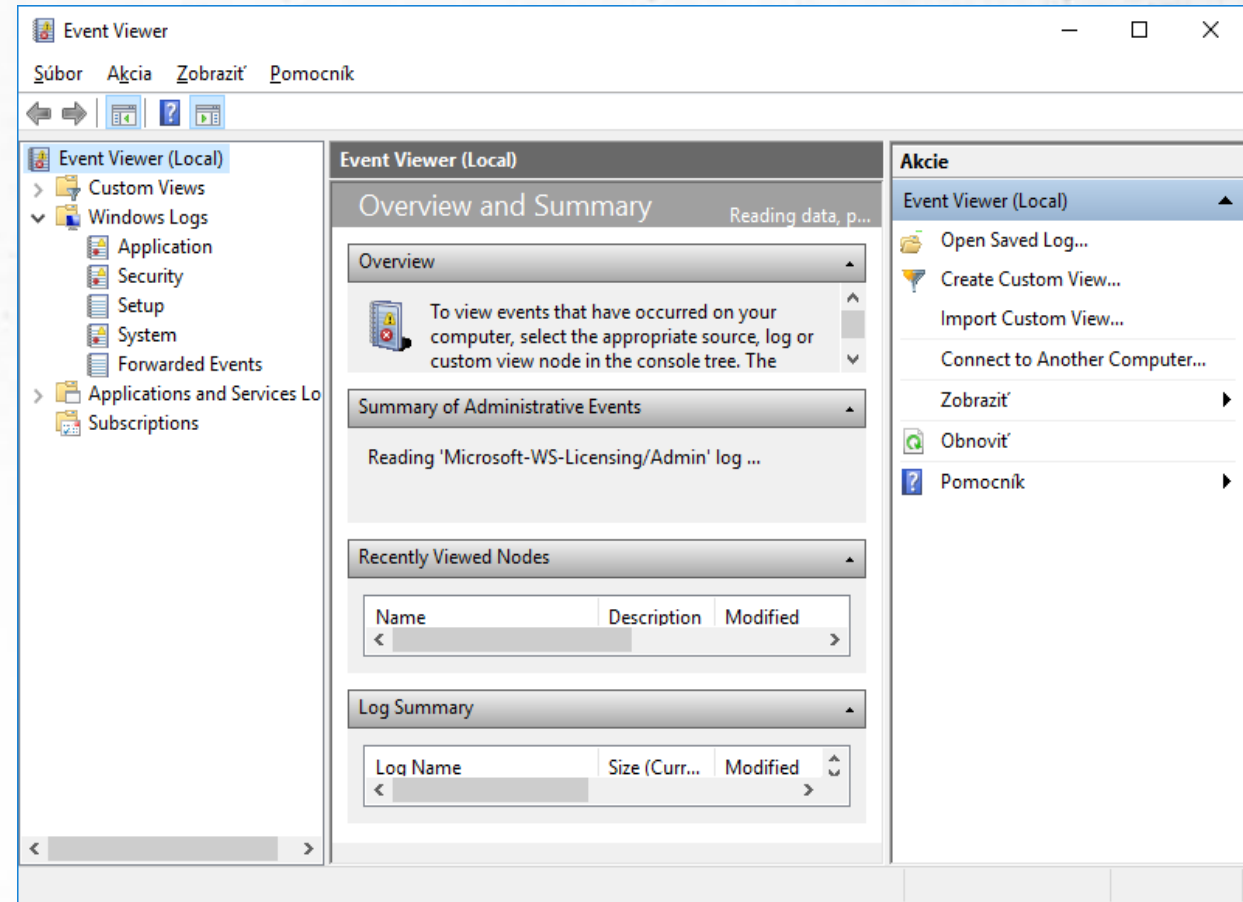 Event Viewer
Súbor Akcia Zobraziť Pomocník
Event Viewer (Local)
Custom Views
Windows Logs
Application
Security
Setup
System
Forwarded Events
Applications and Services Lo
Subscriptions
Event Viewer (Local)
Overview and Summary
Reading data, p...
Overview
To view events that have occurred on your
computer, select the appropriate source, log or
custom view node in the console tree. The
Summary of Administrative Events
Reading 'Microsoft-WS-Licensing/Admin' log ...
Recently Viewed Nodes
Name Description Modified
Log Summary
Log Name Size (Curr... Modified
Akcie
Event Viewer (Local)
Open Saved Log...
Create Custom View...
Import Custom View...
Connect to Another Computer...
Zobraziť
Obnoviť
Pomocník